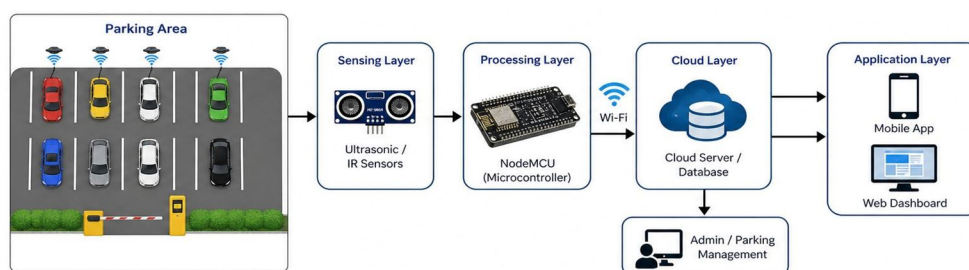 Parking Area
Sensing Layer
Ultrasonic /
IR Sensors
Processing Layer
NodeMCU
(Microcontroller)
Wi-Fi
Cloud Layer
Cloud Server /
Database
Admin / Parking
Management
Application Layer
Mobile App
Web Dashboard